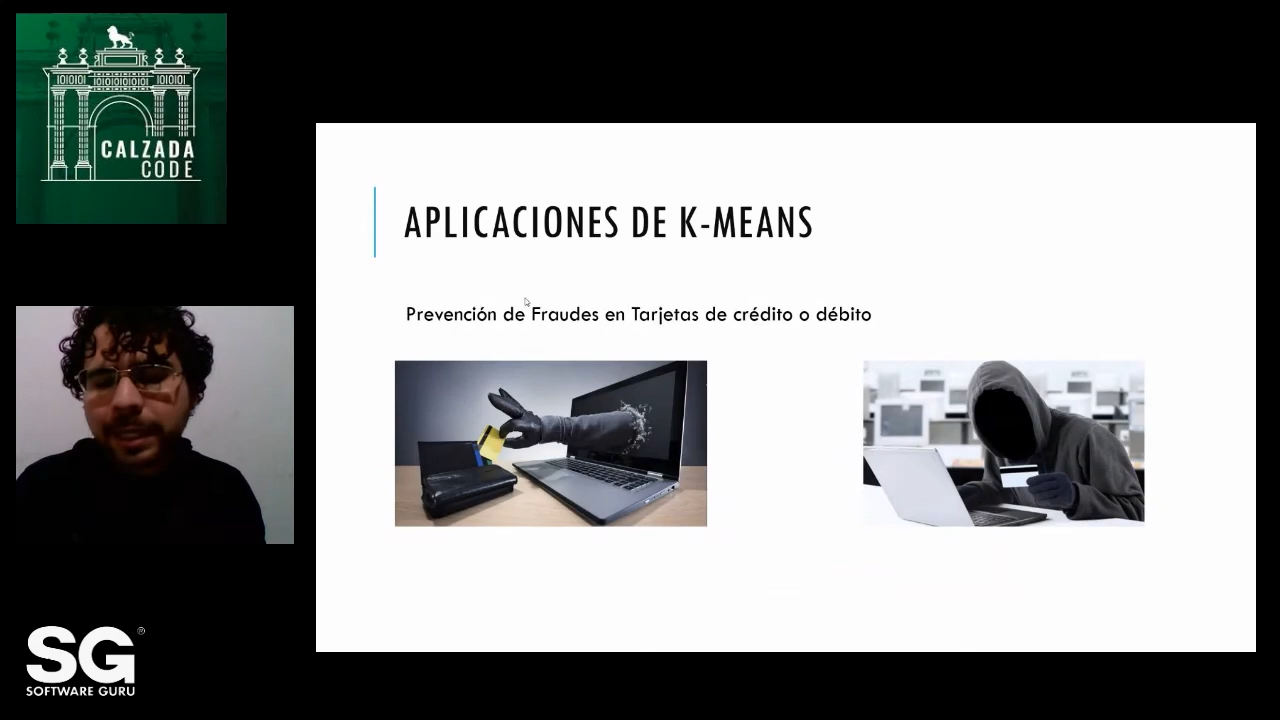 CALZADA
CODE
APLICACIONES DE K-MEANS
Prevención de Fraudes en Tarjetas de crédito o débito
SG®
SOFTWARE GURU